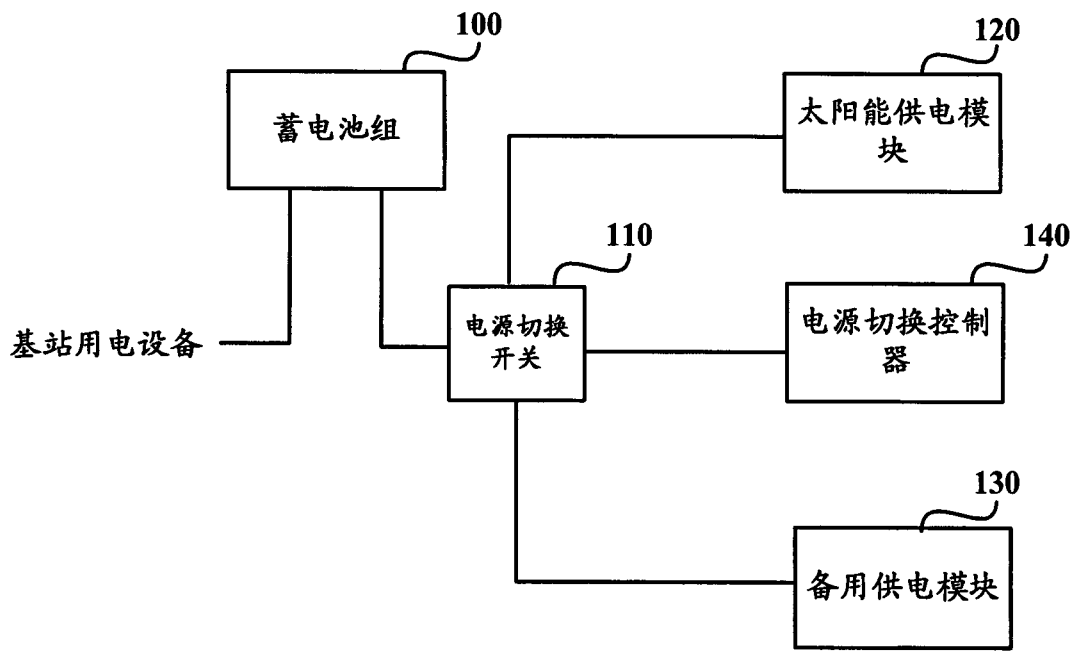 100
蓄电池组
120
太阳能供电模
块
110
电源切换
开关
140
电源切换控制
器
基站用电设备
130
备用供电模块